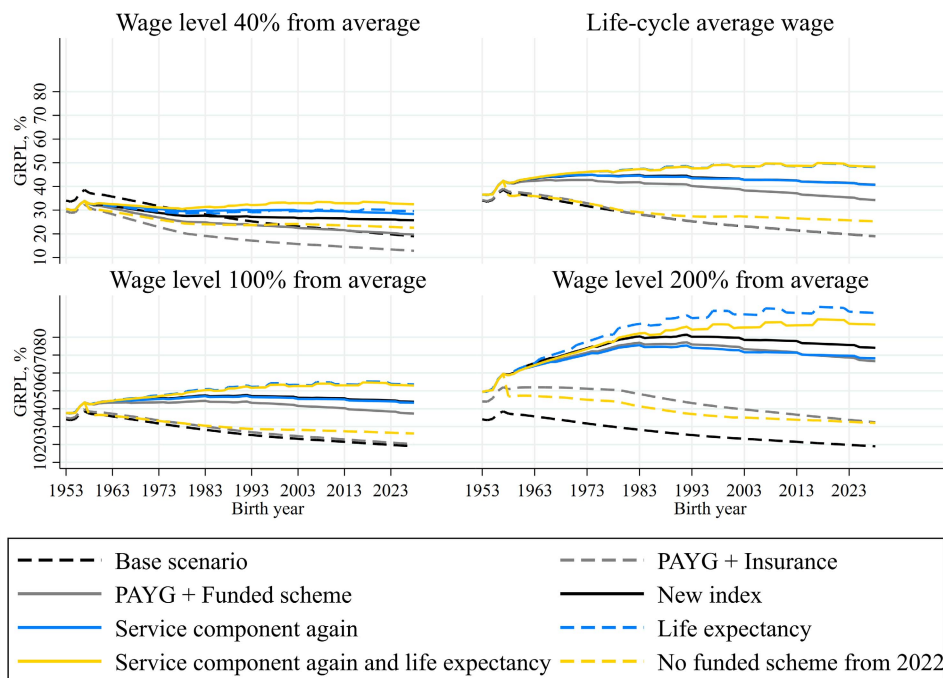 Wage level 40% from average
Life-cycle average wage
GRPL, %
10 20 30 40 50 60 70 80
Wage level 100% from average
Wage level 200% from average
GRPL, %
1020304050607080
1953 1963 1973 1983 1993 2003 2013 2023
Birth year
1953 1963 1973 1983 1993 2003 2013 2023
Birth year
Base scenario
PAYG + Insurance
PAYG + Funded scheme
New index
Service component again
Life expectancy
Service component again and life expectancy
No funded scheme from 2022